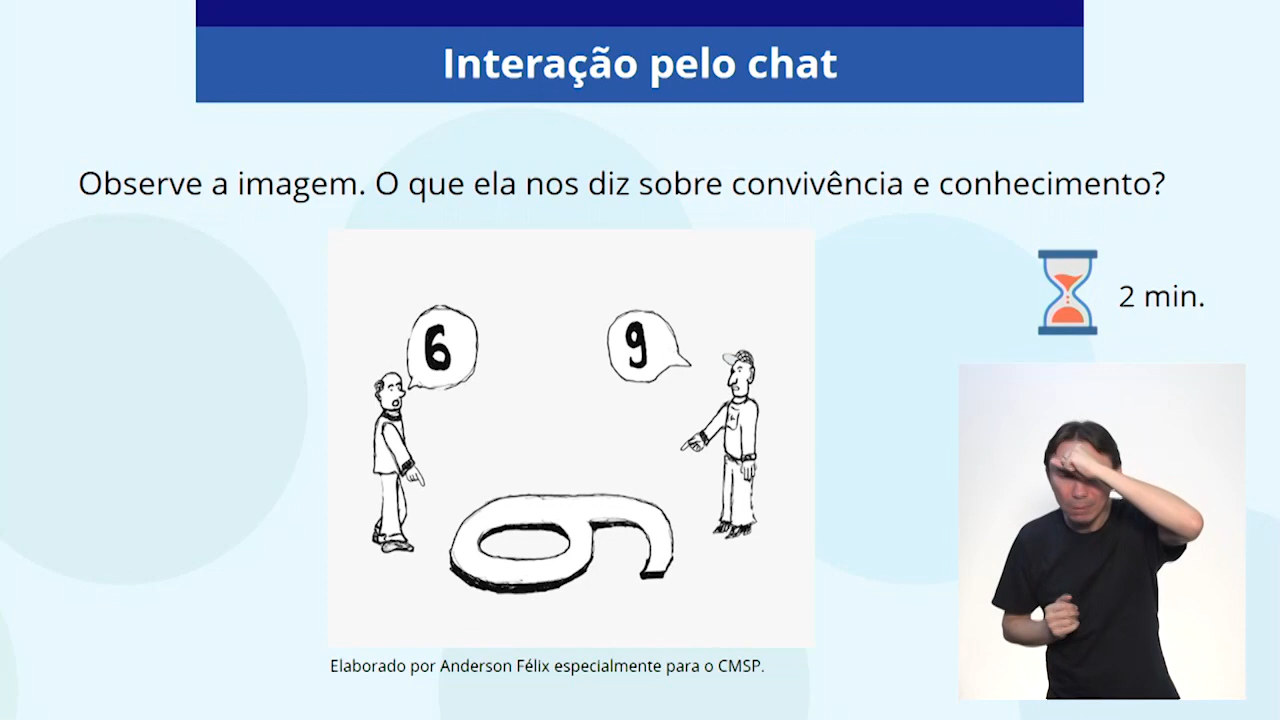 Interação pelo chat
Observe a imagem. O que ela nos diz sobre convivência e conhecimento?
2 min.
6
9
6
Elaborado por Anderson Félix especialmente para o CMSP.